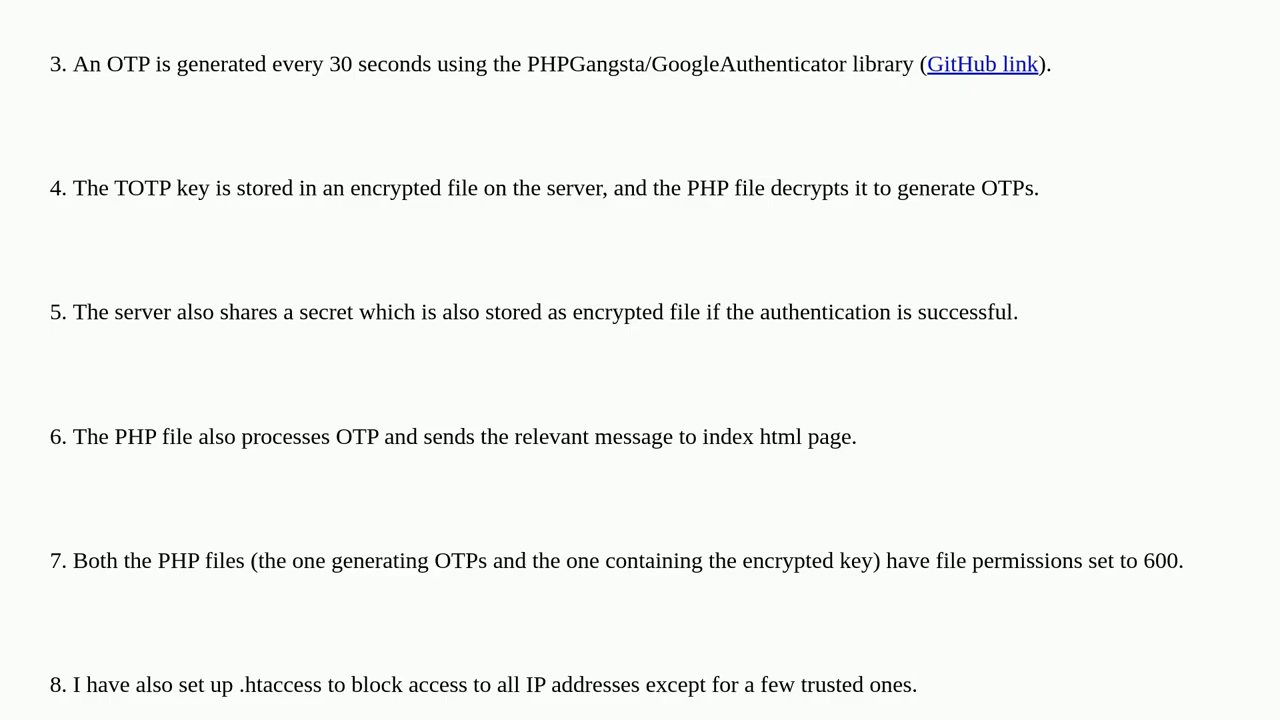 3. An OTP is generated every 30 seconds using the PHPGangsta/GoogleAuthenticator library (GitHub link).
4. The TOTP key is stored in an encrypted file on the server, and the PHP file decrypts it to generate OTPs.
5. The server also shares a secret which is also stored as encrypted file if the authentication is successful.
6. The PHP file also processes OTP and sends the relevant message to index html page.
7. Both the PHP files (the one generating OTPs and the one containing the encrypted key) have file permissions set to 600.
8. I have also set up .htaccess to block access to all IP addresses except for a few trusted ones.